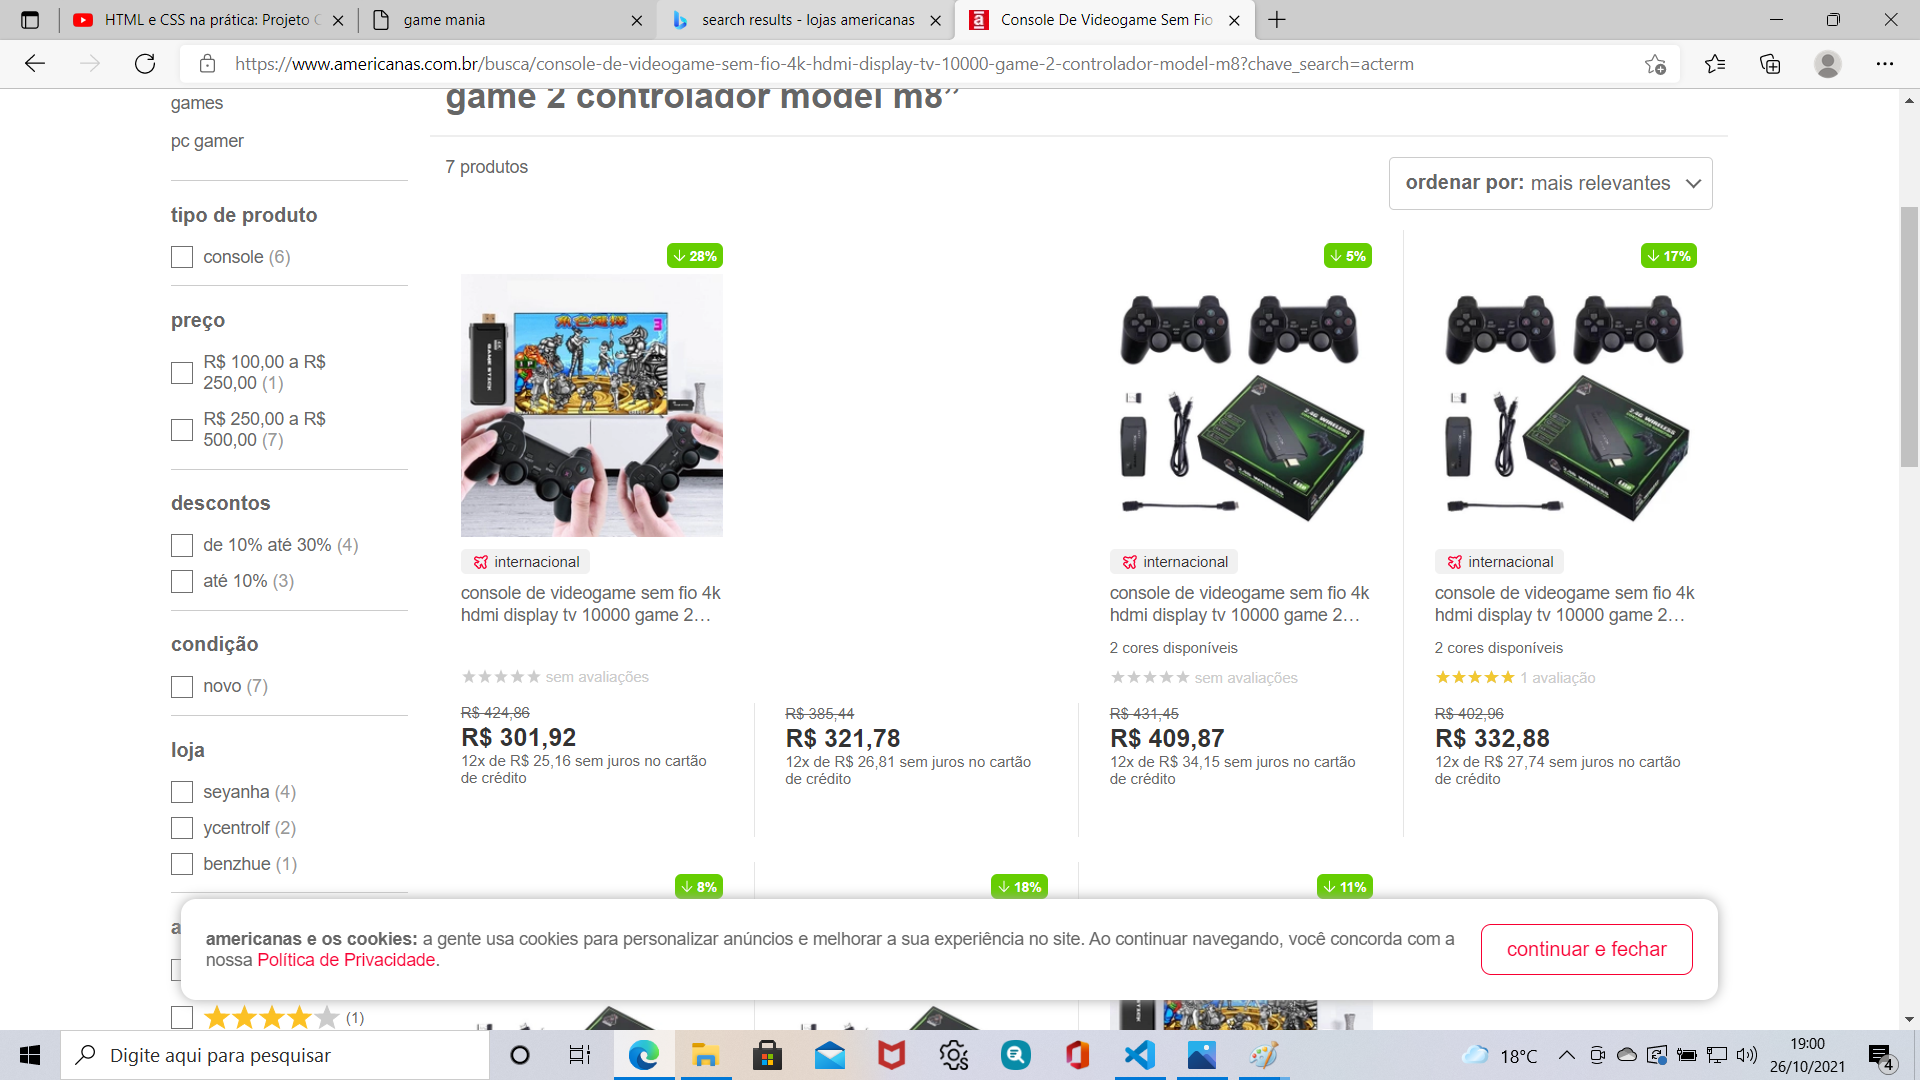 HTML e CSS na prática: Projeto
game mania
search results - lojas americanas
Console De Videogame Sem Fio
https://www.americanas.com.br/busca/console-de-videogame-sem-fio-4k-hdmi-display-tv-10000-game-2-controlador-model-m8?chave_search=acterm
games
pc gamer
tipo de produto
console (6)
preço
R$ 100,00 a R$
250,00 (1)
R$ 250,00 a R$
500,00 (7)
descontos
de 10% até 30% (4)
até 10% (3)
condição
novo (7)
loja
seyanha (4)
ycentrolf (2)
benzhue (1)
a
(1)
game 2 controlador model m8”
7 produtos
ordenar por: mais relevantes
28%
GAME STICK
3
internacional
console de videogame sem fio 4k
hdmi display tv 10000 game 2...
sem avaliações
R$ 424,86
R$ 301,92
12x de R$ 25,16 sem juros no cartão
de crédito
R$ 385,44
R$ 321,78
12x de R$ 26,81 sem juros no cartão
de crédito
5%
2.4G WIRELESS
internacional
console de videogame sem fio 4k
hdmi display tv 10000 game 2...
2 cores disponíveis
sem avaliações
R$ 431,45
R$ 409,87
12x de R$ 34,15 sem juros no cartão
de crédito
17%
2.4G WIRELESS
internacional
console de videogame sem fio 4k
hdmi display tv 10000 game 2...
2 cores disponíveis
1 avaliação
R$ 402,96
R$ 332,88
12x de R$ 27,74 sem juros no cartão
de crédito
8%
18%
11%
americanas e os cookies: a gente usa cookies para personalizar anúncios e melhorar a sua experiência no site. Ao continuar navegando, você concorda com a
nossa Política de Privacidade.
continuar e fechar
Digite aqui para pesquisar
18°C
19:00
26/10/2021
4